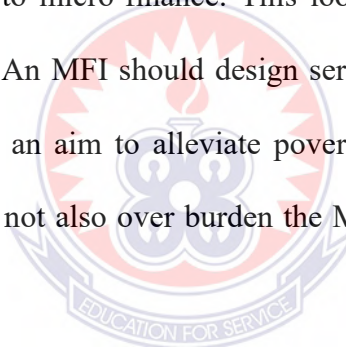 to micro finance. This loo
An MFI should design ser
an aim to alleviate pover
not also over burden the M
EDUCATION FOR SERVICE